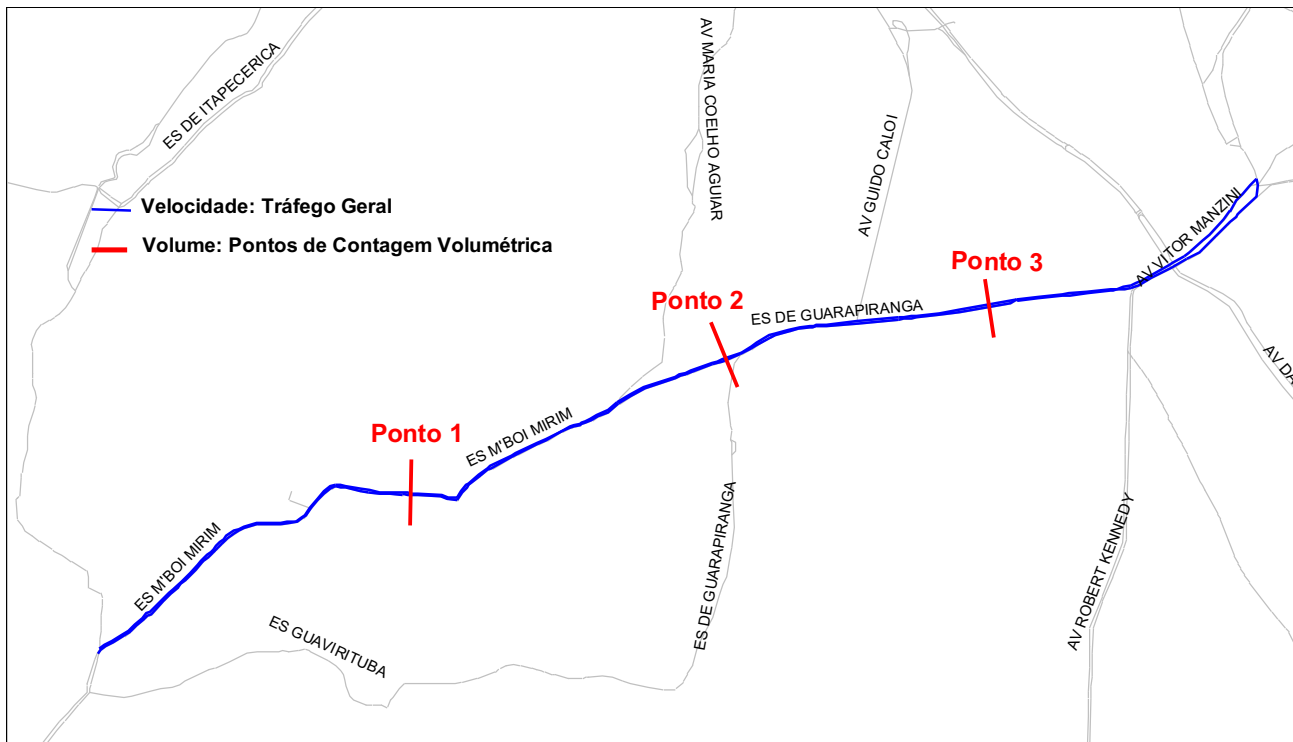 ES DE ITAPECERICA
AV MARIA COELHO AGUIAR
AV GUIDO CALOI
Velocidade: Tráfego Geral
Volume: Pontos de Contagem Volumétrica
AV VITOR MANZINI
Ponto 3
Ponto 2
ES DE GUARAPIRANGA
AV DA
Ponto 1
ES M'BOI MIRIM
ES M'BOI MIRIM
ES DE GUARAPIRANGA
AV ROBERT KENNEDY
ES GUAVIRITUBA